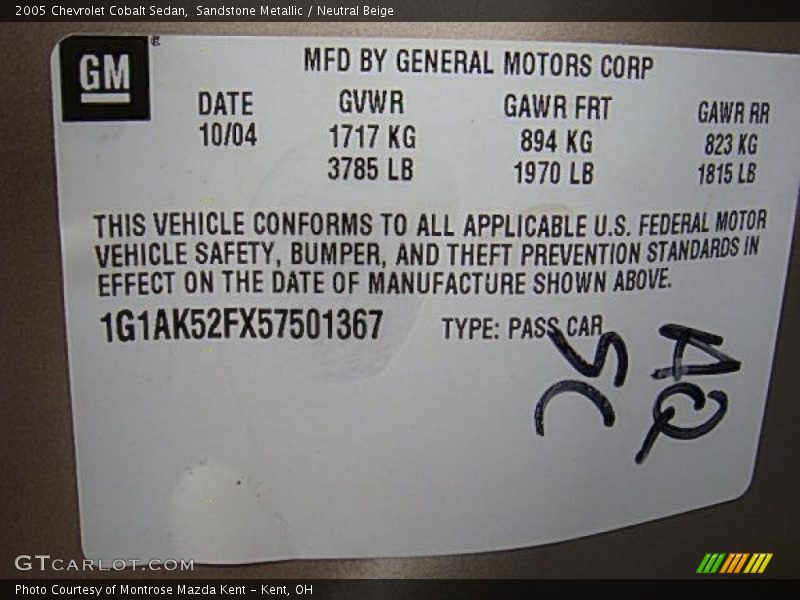 2005 Chevrolet Cobalt Sedan,  Sandstone Metallic / Neutral Beige
GM ®
MFD BY GENERAL MOTORS CORP
DATE GVWR GAWR FRT GAWR RR
10/04 1717 KG 894 KG 823 KG
3785 LB 1970 LB 1815 LB
THIS VEHICLE CONFORMS TO ALL APPLICABLE U.S. FEDERAL MOTOR
VEHICLE SAFETY, BUMPER, AND THEFT PREVENTION STANDARDS IN
EFFECT ON THE DATE OF MANUFACTURE SHOWN ABOVE.
1G1AK52FX57501367 TYPE: PASS CAR
AQ
SC
GTCARLOT.COM
Photo Courtesy of Montrose Mazda Kent – Kent, OH